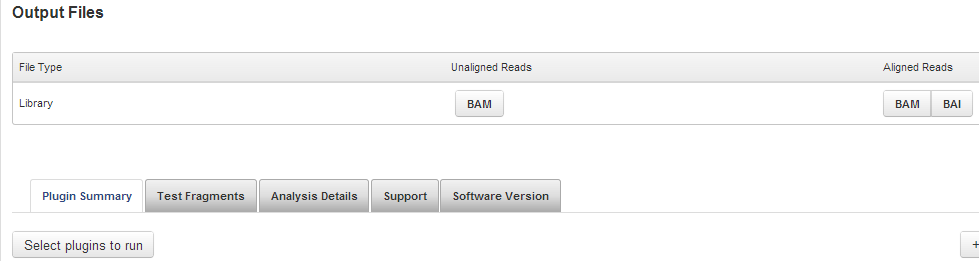 Output Files
File Type Unaligned Reads Aligned Reads
Library BAM BAM BAI
Plugin Summary Test Fragments Analysis Details Support Software Version
Select plugins to run +